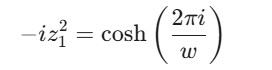 $-iz_1^2 = \cosh\left(\frac{2\pi i}{w}\right)$